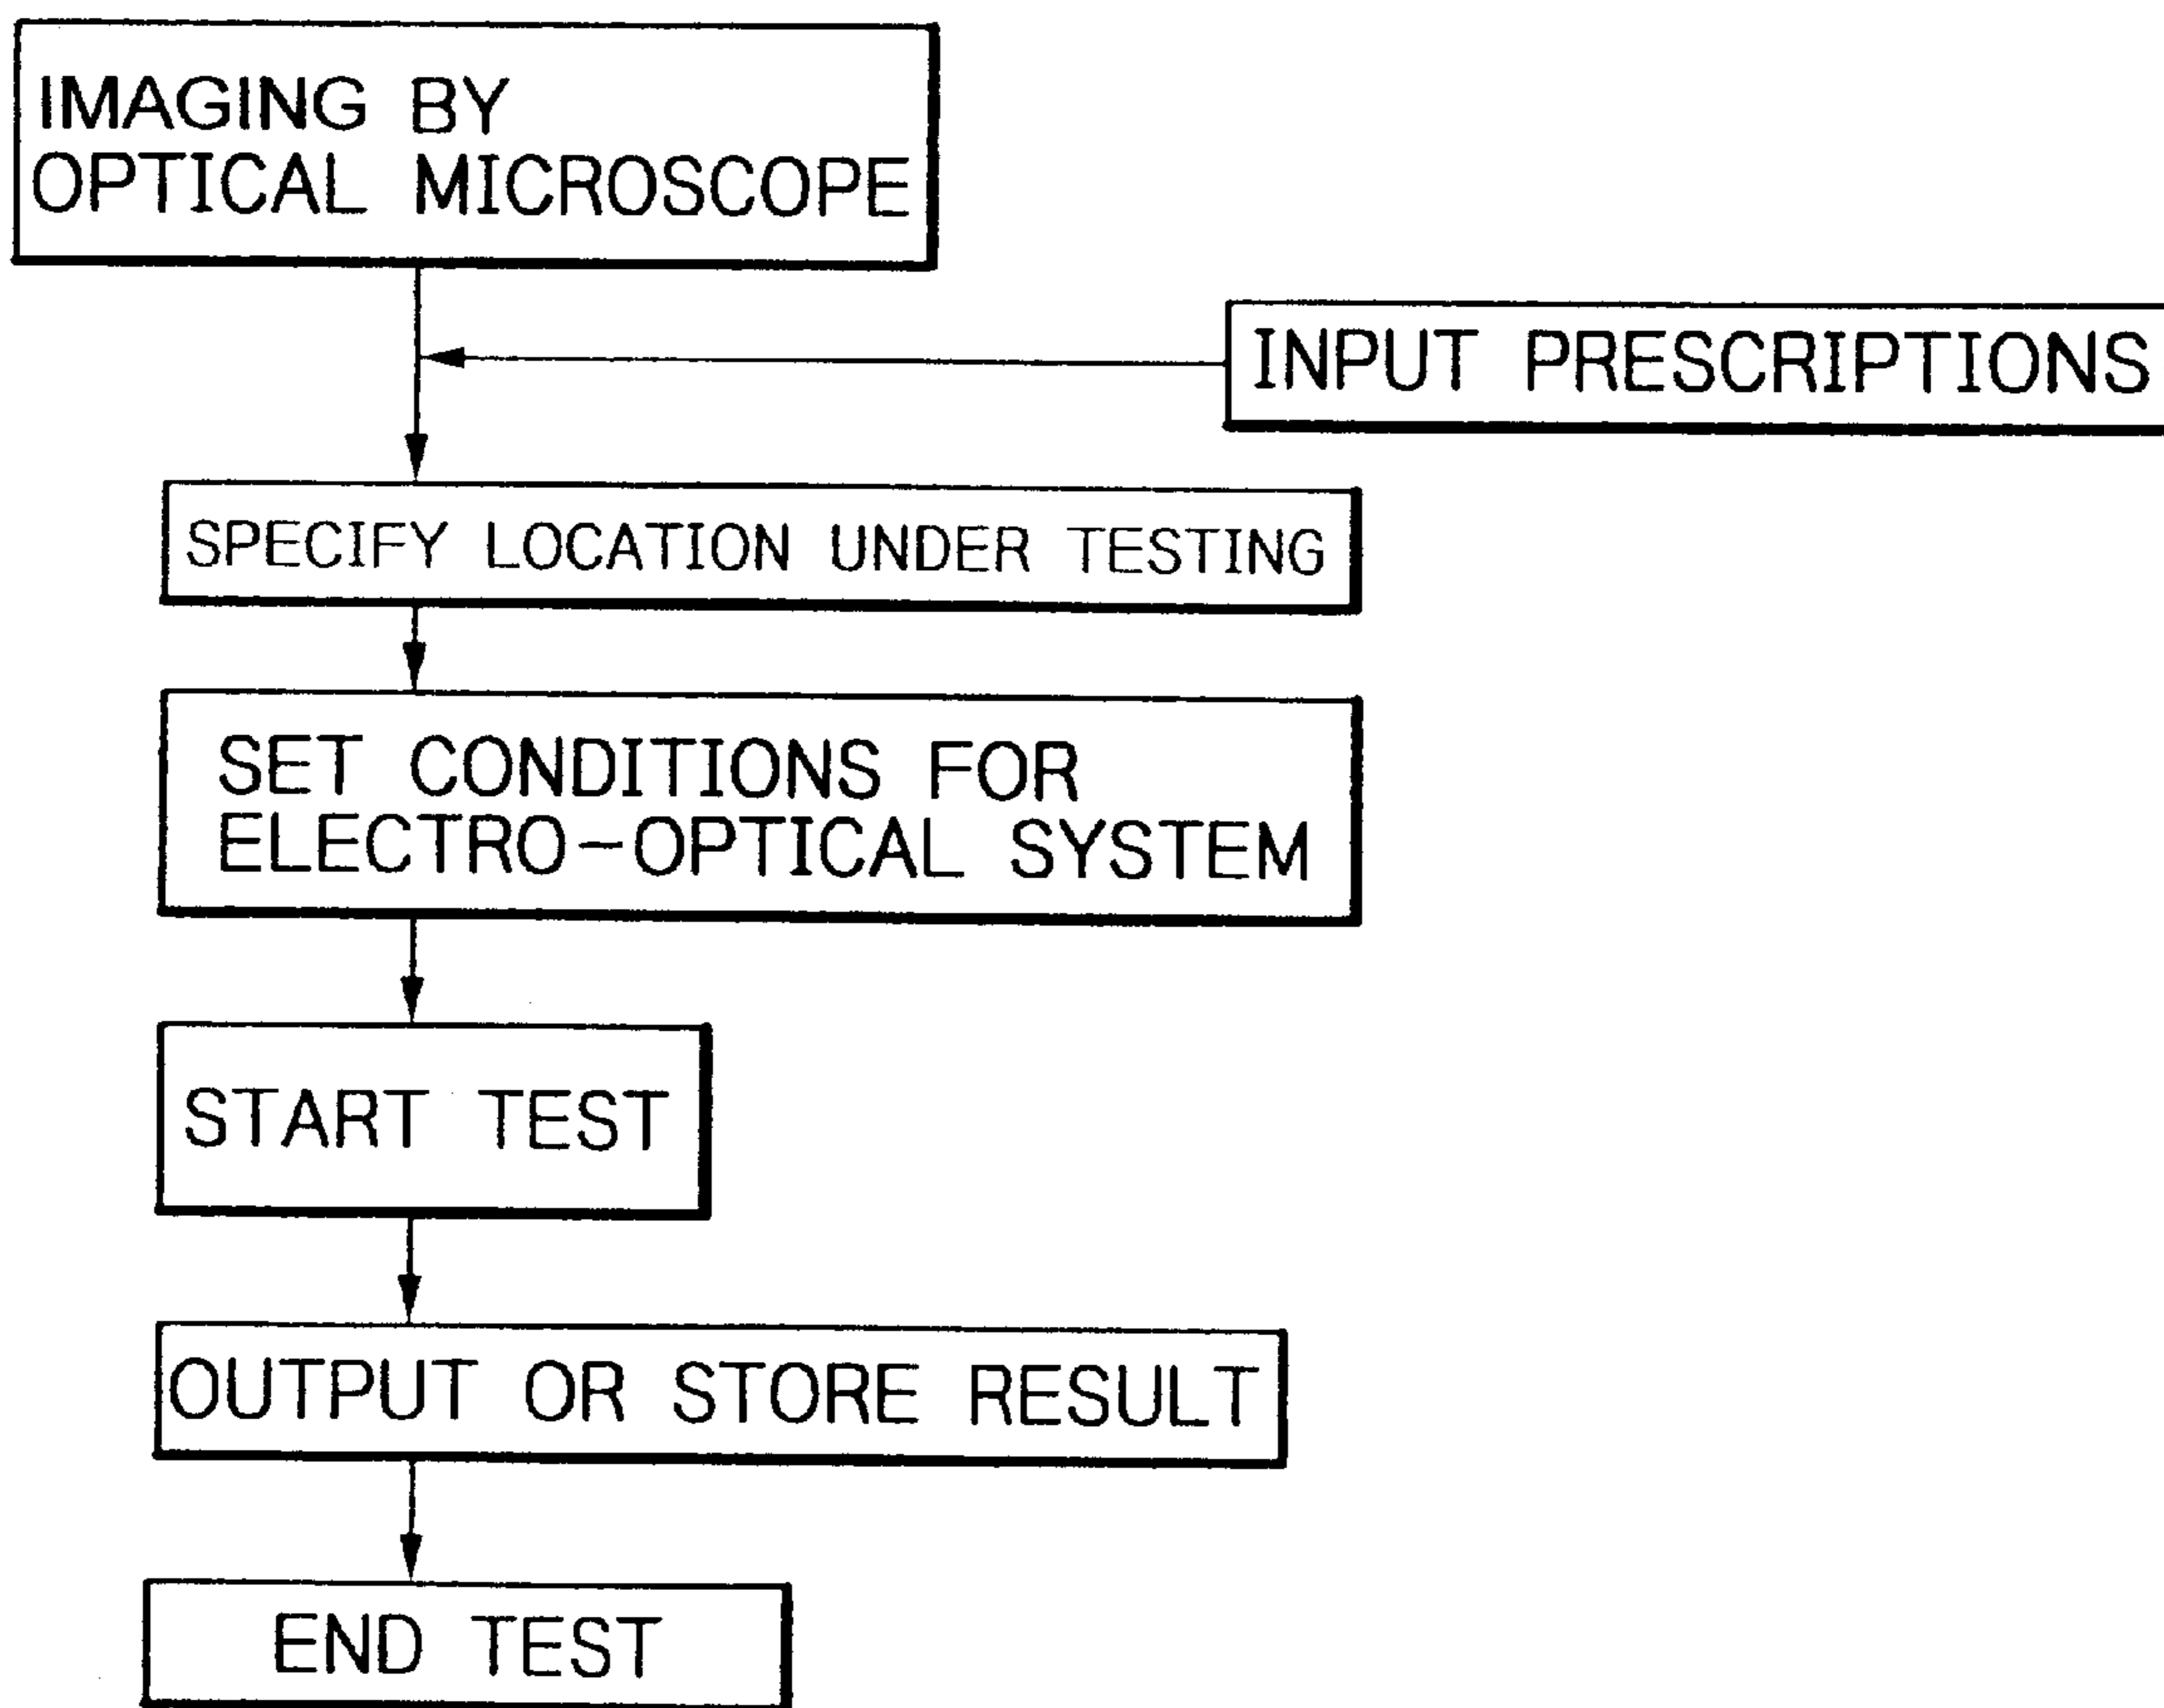 IMAGING BY
OPTICAL MICROSCOPE
INPUT PRESCRIPTIONS
SPECIFY LOCATION UNDER TESTING
SET CONDITIONS FOR
ELECTRO-OPTICAL SYSTEM
START TEST
OUTPUT OR STORE RESULT
END TEST